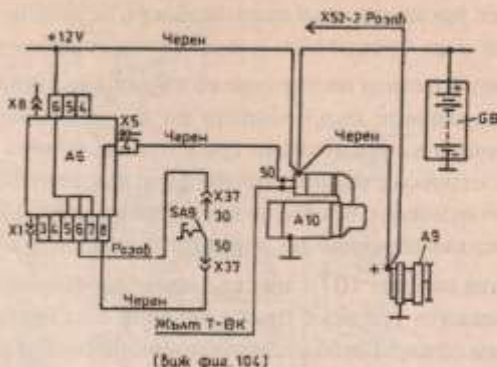 X52-2 Розов
+12V
Черен
X8
6 5 4
X5
Черен
GB
A6
50
Черен
X37
SA9
30
A10
A9
X1 3 4 5 6 7 8
50
+
Розов
X37
Черен
Жълт Т-ВК
(виж фиг. 104)